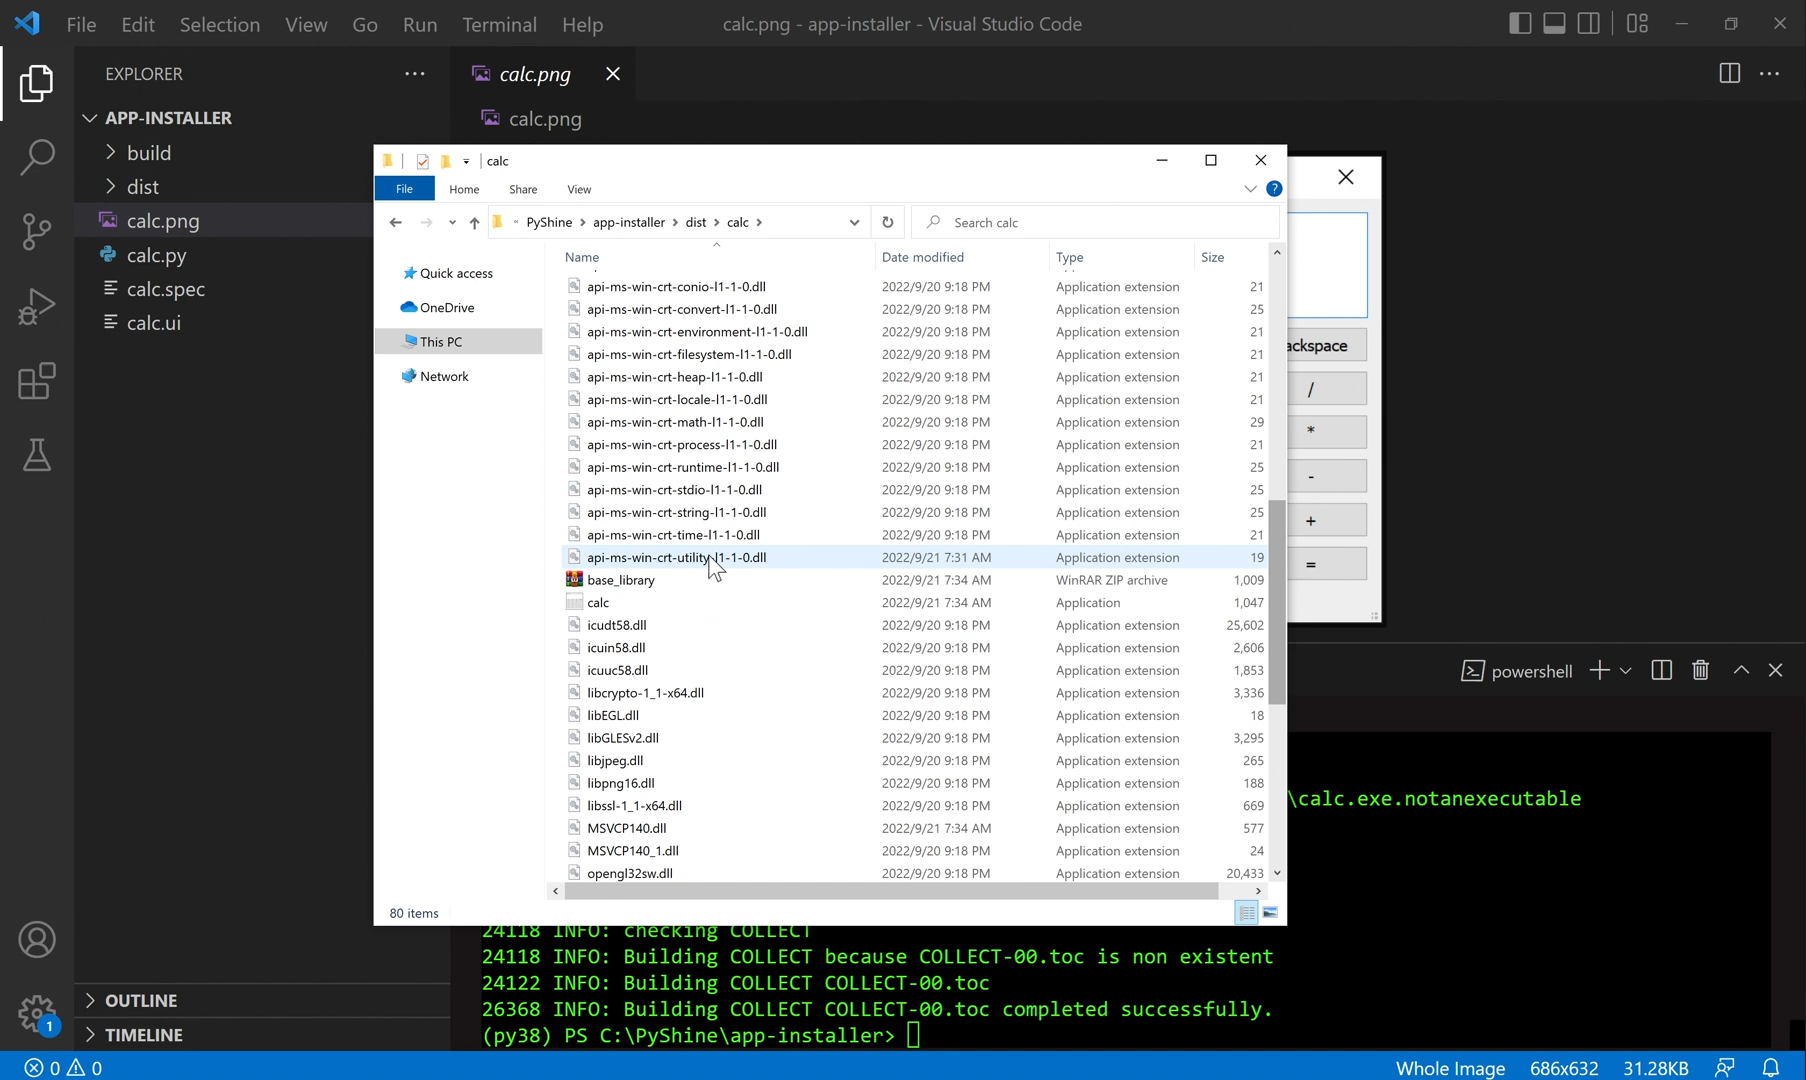 File Edit Selection View Go Run Terminal Help
calc.png - app-installer - Visual Studio Code
EXPLORER
calc.png
APP-INSTALLER
calc.png
build
dist
calc.png
calc.py
calc.spec
calc.ui
OUTLINE
TIMELINE
calc
File Home Share View
PyShine app-installer dist calc
Search calc
Quick access
OneDrive
This PC
Network
Name Date modified Type Size
api-ms-win-crt-conio-l1-1-0.dll 2022/9/20 9:18 PM Application extension 21
api-ms-win-crt-convert-l1-1-0.dll 2022/9/20 9:18 PM Application extension 25
api-ms-win-crt-environment-l1-1-0.dll 2022/9/20 9:18 PM Application extension 21
api-ms-win-crt-filesystem-l1-1-0.dll 2022/9/20 9:18 PM Application extension 21
api-ms-win-crt-heap-l1-1-0.dll 2022/9/20 9:18 PM Application extension 21
api-ms-win-crt-locale-l1-1-0.dll 2022/9/20 9:18 PM Application extension 21
api-ms-win-crt-math-l1-1-0.dll 2022/9/20 9:18 PM Application extension 29
api-ms-win-crt-process-l1-1-0.dll 2022/9/20 9:18 PM Application extension 21
api-ms-win-crt-runtime-l1-1-0.dll 2022/9/20 9:18 PM Application extension 25
api-ms-win-crt-stdio-l1-1-0.dll 2022/9/20 9:18 PM Application extension 25
api-ms-win-crt-string-l1-1-0.dll 2022/9/20 9:18 PM Application extension 25
api-ms-win-crt-time-l1-1-0.dll 2022/9/20 9:18 PM Application extension 21
api-ms-win-crt-utility-l1-1-0.dll 2022/9/21 7:31 AM Application extension 19
base_library 2022/9/21 7:34 AM WinRAR ZIP archive 1,009
calc 2022/9/21 7:34 AM Application 1,047
icudt58.dll 2022/9/20 9:18 PM Application extension 25,602
icuin58.dll 2022/9/20 9:18 PM Application extension 2,606
icuuc58.dll 2022/9/20 9:18 PM Application extension 1,853
libcrypto-1_1-x64.dll 2022/9/20 9:18 PM Application extension 3,336
libEGL.dll 2022/9/20 9:18 PM Application extension 18
libGLESv2.dll 2022/9/20 9:18 PM Application extension 3,295
libjpeg.dll 2022/9/20 9:18 PM Application extension 265
libpng16.dll 2022/9/20 9:18 PM Application extension 188
libssl-1_1-x64.dll 2022/9/20 9:18 PM Application extension 669
MSVCP140.dll 2022/9/21 7:34 AM Application extension 577
MSVCP140_1.dll 2022/9/20 9:18 PM Application extension 24
opengl32sw.dll 2022/9/20 9:18 PM Application extension 20,433
80 items
ackspace
/
*
-
+
=
powershell
\calc.exe.notanexecutable
24118 INFO: checking COLLECT
24118 INFO: Building COLLECT because COLLECT-00.toc is non existent
24122 INFO: Building COLLECT COLLECT-00.toc
26368 INFO: Building COLLECT COLLECT-00.toc completed successfully.
(py38) PS C:\PyShine\app-installer>
1
0 0 Whole Image 686x632 31.28KB